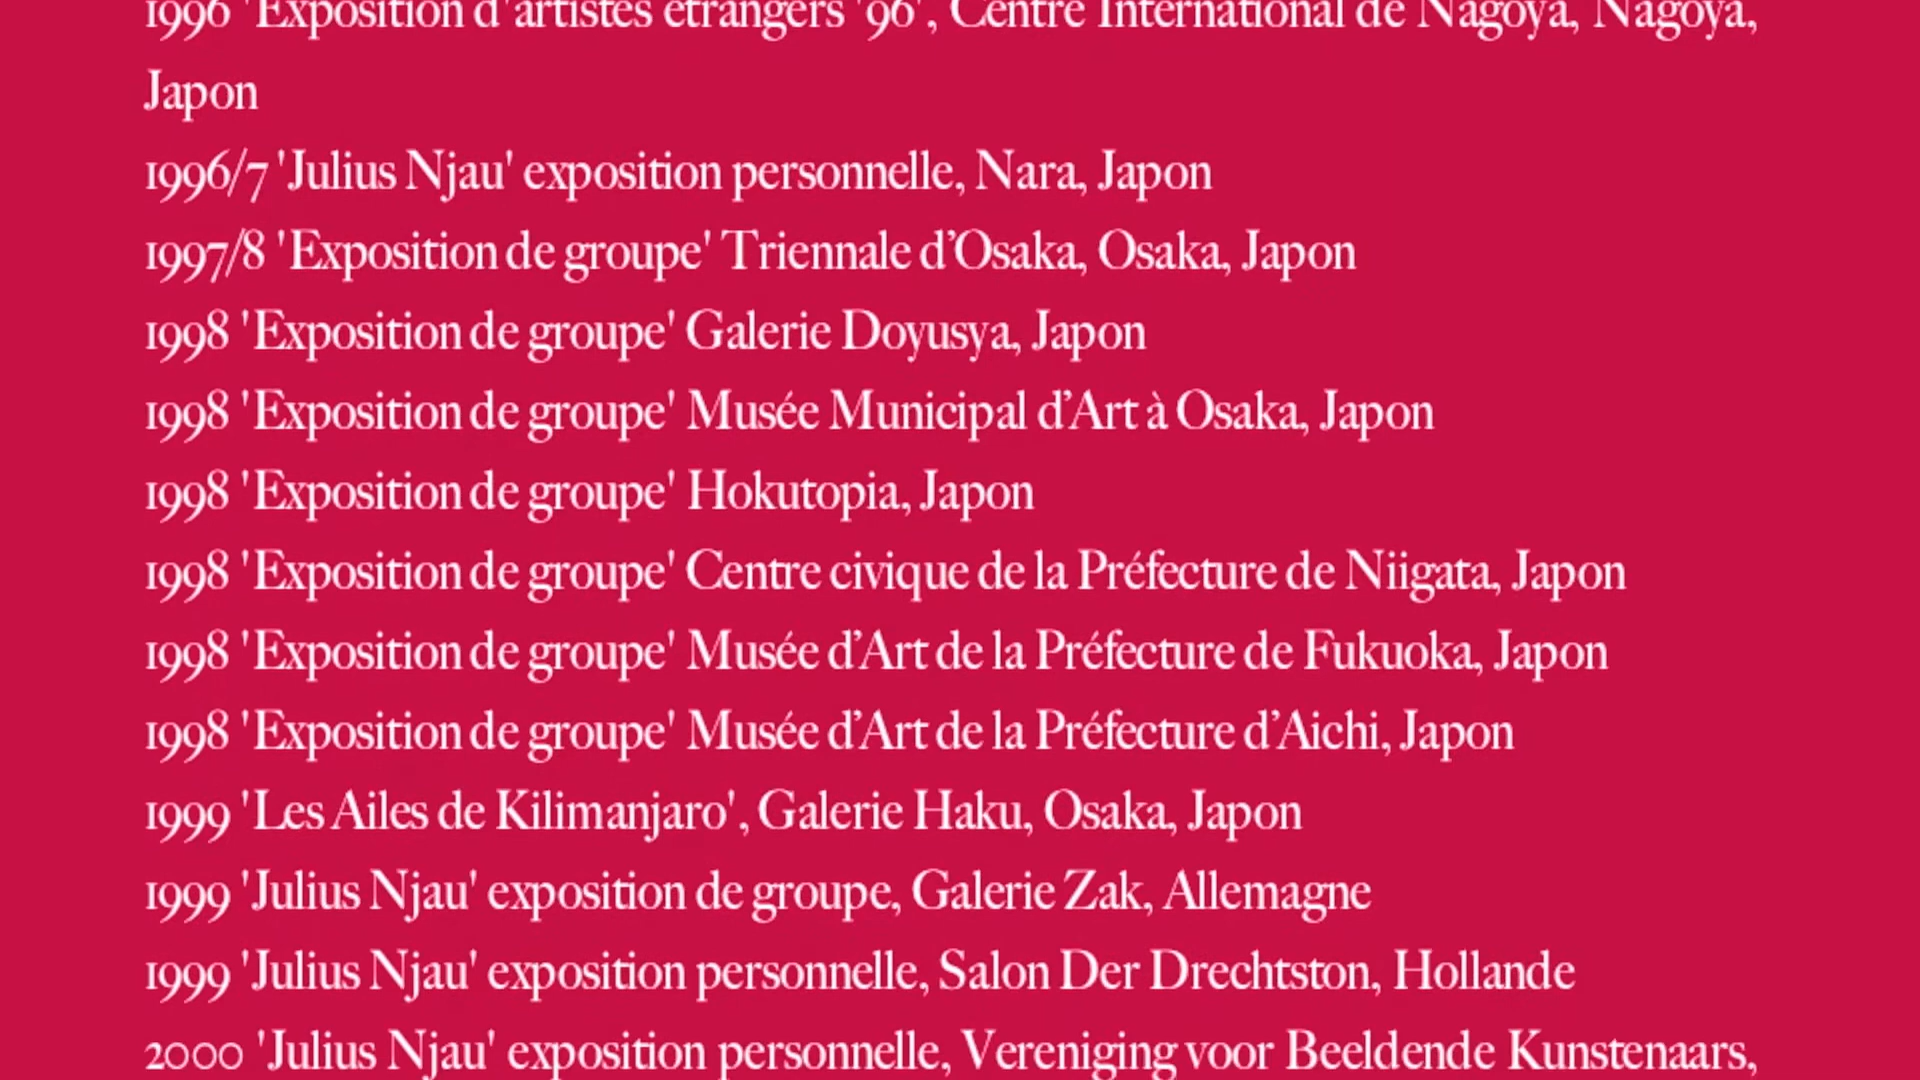 1996 'Exposition d'artistes étrangers '96', Centre International de Nagoya, Nagoya,
Japon
1996/7 'Julius Njau' exposition personnelle, Nara, Japon
1997/8 'Exposition de groupe' Triennale d’Osaka, Osaka, Japon
1998 'Exposition de groupe' Galerie Doyusya, Japon
1998 'Exposition de groupe' Musée Municipal d’Art à Osaka, Japon
1998 'Exposition de groupe' Hokutopia, Japon
1998 'Exposition de groupe' Centre civique de la Préfecture de Niigata, Japon
1998 'Exposition de groupe' Musée d’Art de la Préfecture de Fukuoka, Japon
1998 'Exposition de groupe' Musée d’Art de la Préfecture d’Aichi, Japon
1999 'Les Ailes de Kilimanjaro', Galerie Haku, Osaka, Japon
1999 'Julius Njau' exposition de groupe, Galerie Zak, Allemagne
1999 'Julius Njau' exposition personnelle, Salon Der Drechtston, Hollande
2000 'Julius Njau' exposition personnelle, Vereniging voor Beeldende Kunstenaars,